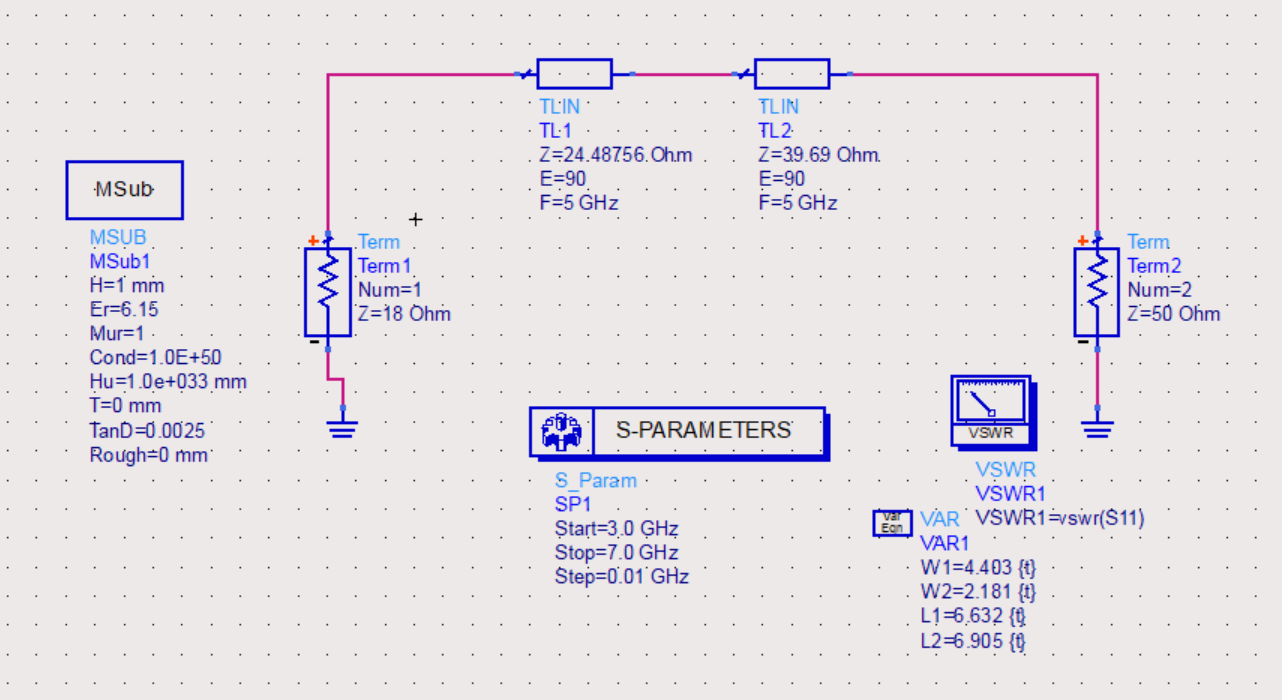 TLIN
TL1
Z=24.48756 Ohm
E=90
F=5 GHz
TLIN
TL2
Z=39.69 Ohm
E=90
F=5 GHz
MSub
MSUB
MSub1
H=1 mm
Er=6.15
Mur=1
Cond=1.0E+50
Hu=1.0e+033 mm
T=0 mm
TanD=0.0025
Rough=0 mm
+
Term
Term1
Num=1
Z=18 Ohm
-
+
Term
Term2
Num=2
Z=50 Ohm
-
S-PARAMETERS
S_Param
SP1
Start=3.0 GHz
Stop=7.0 GHz
Step=0.01 GHz
VSWR
VSWR
VSWR1
VSWR1=vswr(S11)
Var
Eqn
VAR
VAR1
W1=4.403 {t}
W2=2.181 {t}
L1=6.632 {t}
L2=6.905 {t}